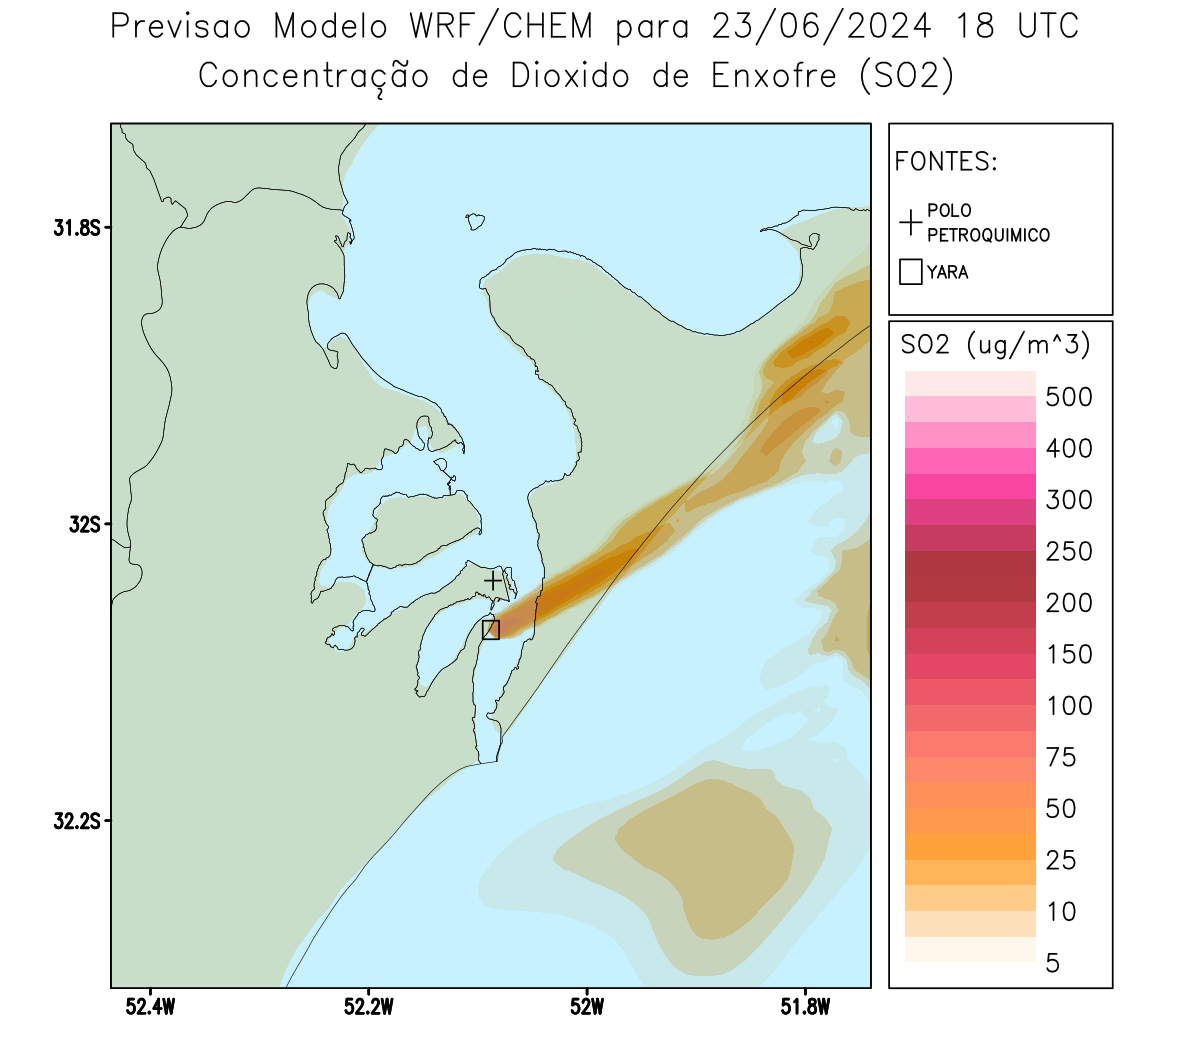 Previsao Modelo WRF/CHEM para 23/06/2024 18 UTC
Concentração de Dioxido de Enxofre (SO2)
FONTES:
POLO
PETROQUIMICO
YARA
SO2 (ug/m^3)
500
400
300
250
200
150
100
75
50
25
10
5
31.8S
32S
32.2S
52.4W
52.2W
52W
51.8W